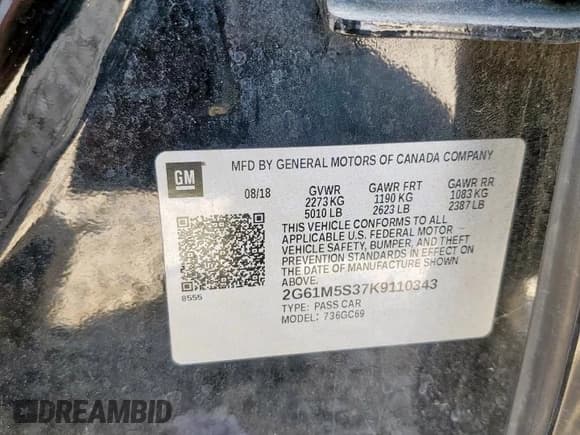 GM
MFD BY GENERAL MOTORS OF CANADA COMPANY
08/18 GVWR GAWR FRT GAWR RR
2273 KG 1190 KG 1083 KG
5010 LB 2623 LB 2387 LB
THIS VEHICLE CONFORMS TO ALL
APPLICABLE U.S. FEDERAL MOTOR
VEHICLE SAFETY, BUMPER, AND THEFT
PREVENTION STANDARDS IN EFFECT ON
THE DATE OF MANUFACTURE SHOWN
ABOVE.
8555
2G61M5S37K9110343
TYPE: PASS CAR
MODEL: 736GC69
DREAMBID